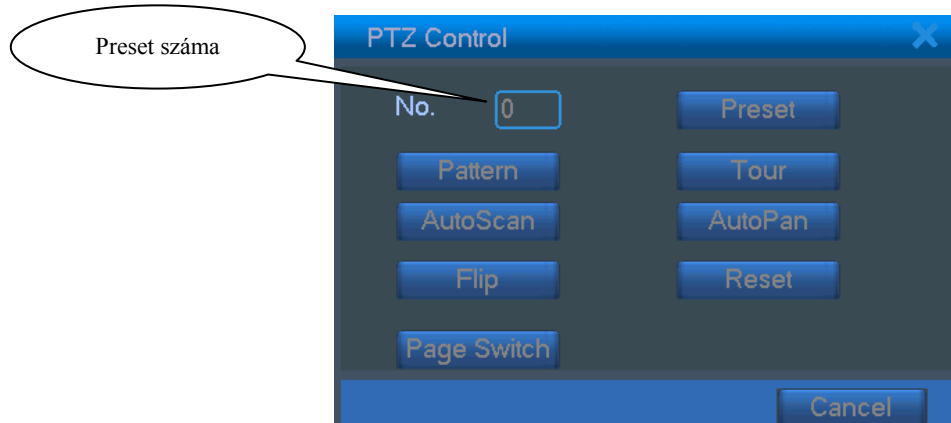 Preset száma
PTZ Control
No. 0 Preset
Pattern Tour
AutoScan AutoPan
Flip Reset
Page Switch
Cancel